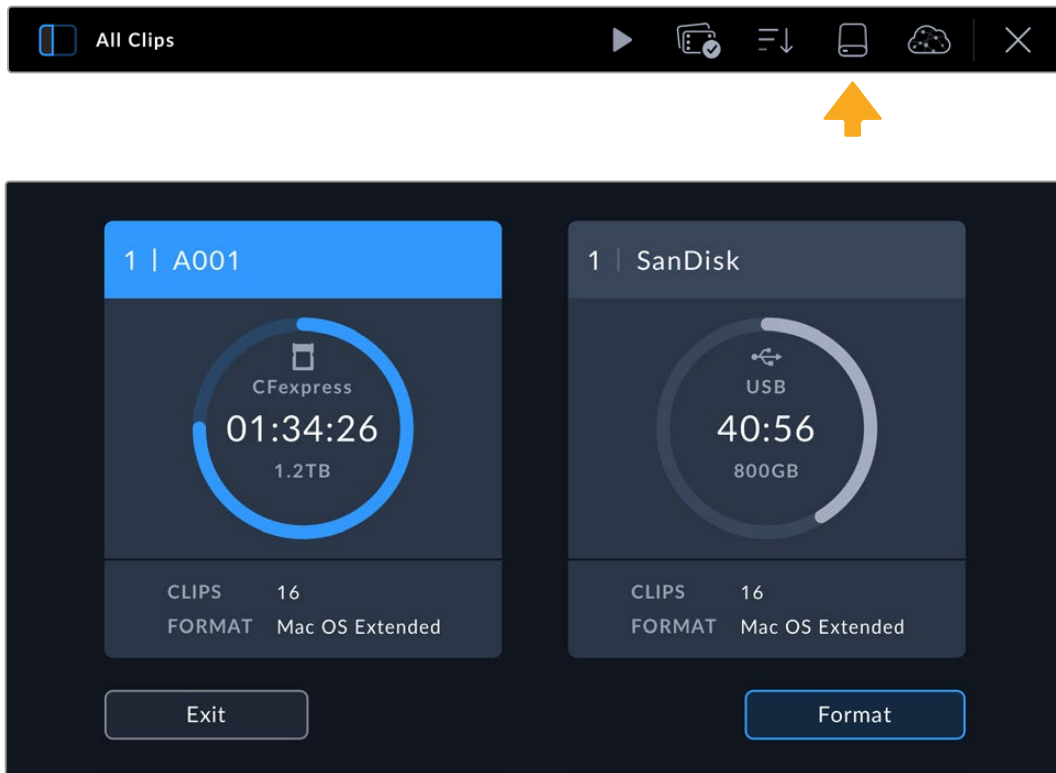 All Clips
1 | A001
CFexpress
01:34:26
1.2TB
CLIPS 16
FORMAT Mac OS Extended
1 | SanDisk
USB
40:56
800GB
CLIPS 16
FORMAT Mac OS Extended
Exit
Format